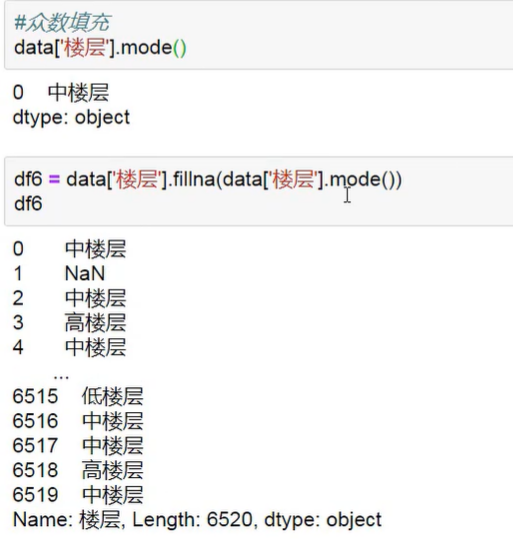 #众数填充
data['楼层'].mode()
0    中楼层
dtype: object
df6 = data['楼层'].fillna(data['楼层'].mode())
df6
0       中楼层
1       NaN
2       中楼层
3       高楼层
4       中楼层
...
6515    低楼层
6516    中楼层
6517    中楼层
6518    高楼层
6519    中楼层
Name: 楼层, Length: 6520, dtype: object